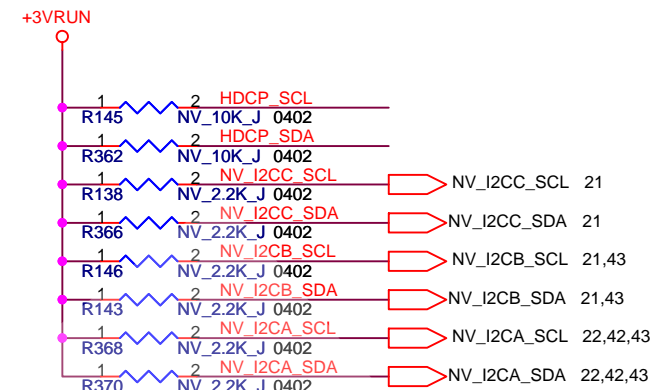 +3VRUN
1 2 HDCP_SCL
R145 NV_10K_J 0402
1 2 HDCP_SDA
R362 NV_10K_J 0402
1 2 NV_I2CC_SCL NV_I2CC_SCL 21
R138 NV_2.2K_J 0402
1 2 NV_I2CC_SDA NV_I2CC_SDA 21
R366 NV_2.2K_J 0402
1 2 NV_I2CB_SCL NV_I2CB_SCL 21,43
R146 NV_2.2K_J 0402
1 2 NV_I2CB_SDA NV_I2CB_SDA 21,43
R143 NV_2.2K_J 0402
1 2 NV_I2CA_SCL NV_I2CA_SCL 22,42,43
R368 NV_2.2K_J 0402
1 2 NV_I2CA_SDA NV_I2CA_SDA 22,42,43
R370 NV_2.2K_J 0402